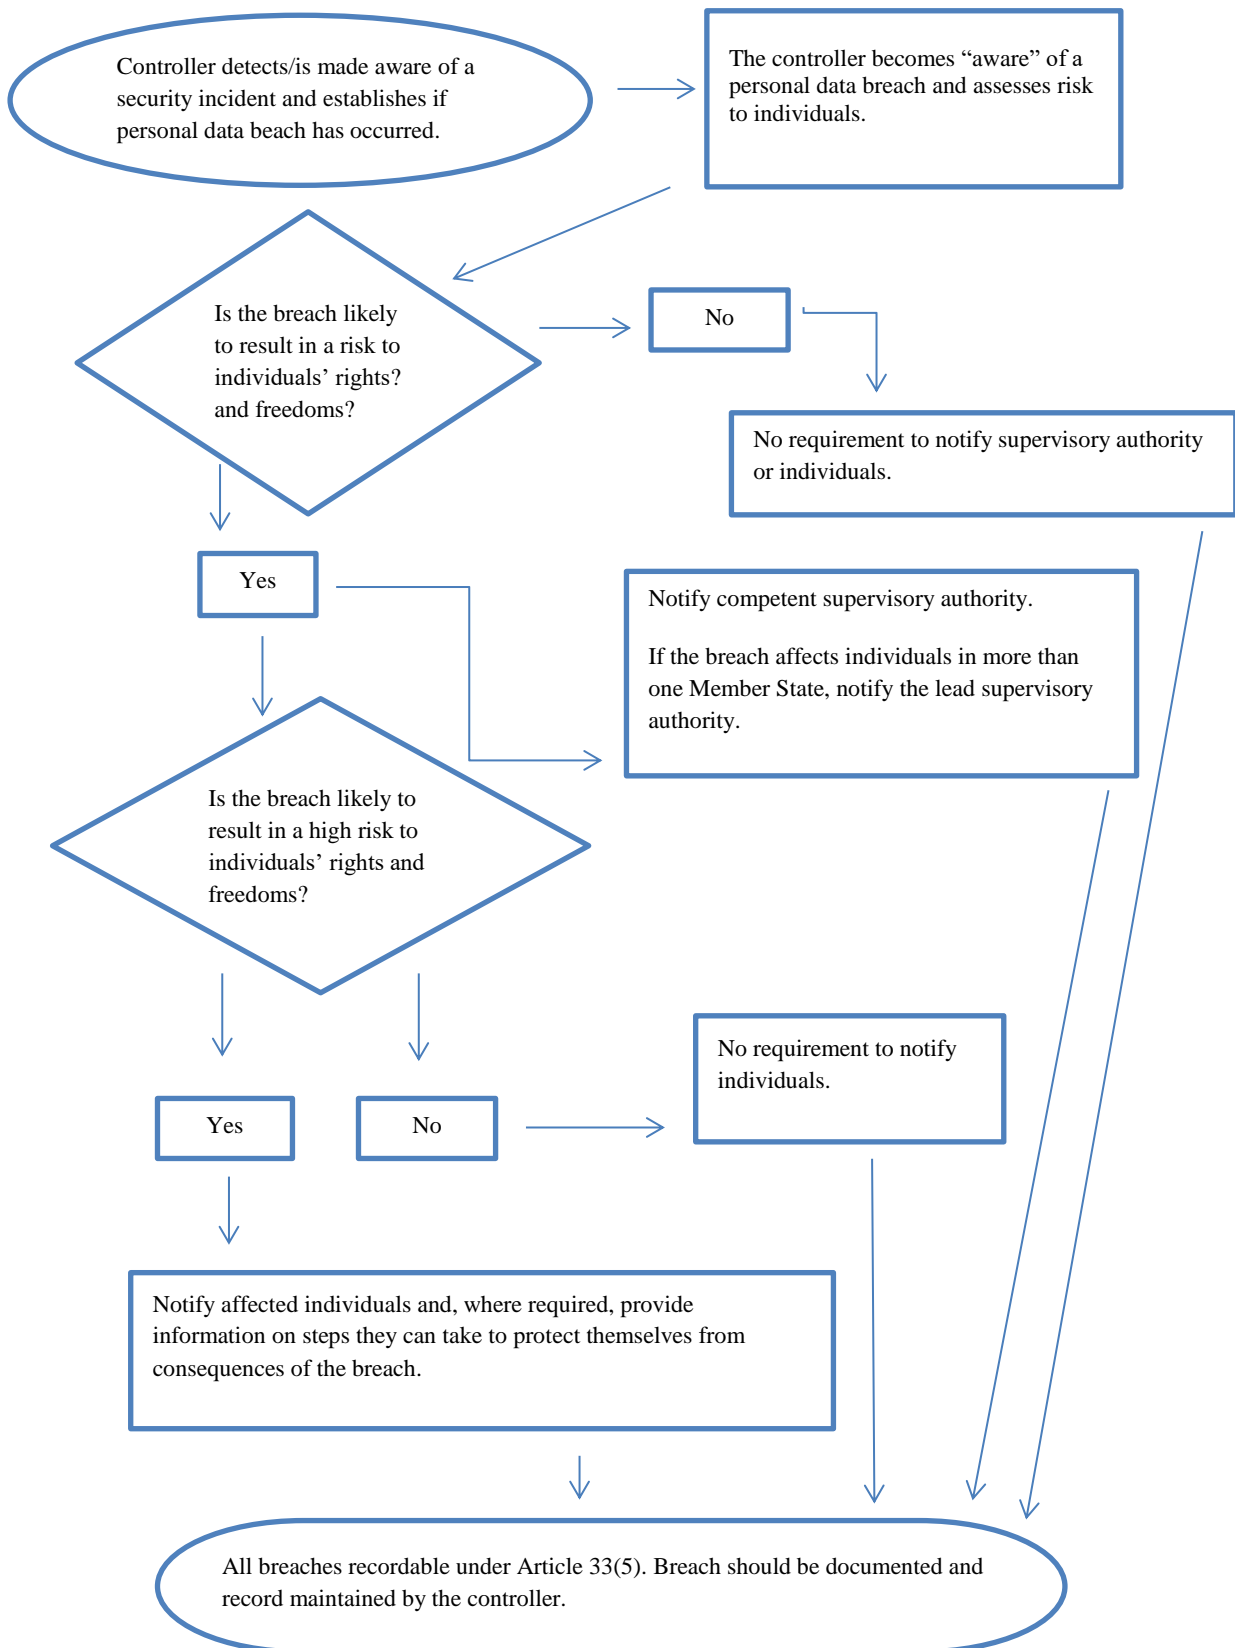 Controller detects/is made aware of a
security incident and establishes if
personal data beach has occurred.
The controller becomes “aware” of a
personal data breach and assesses risk
to individuals.
Is the breach likely
to result in a risk to
individuals’ rights?
and freedoms?
No
No requirement to notify supervisory authority
or individuals.
Yes
Notify competent supervisory authority.
If the breach affects individuals in more than
one Member State, notify the lead supervisory
authority.
Is the breach likely to
result in a high risk to
individuals’ rights and
freedoms?
No requirement to notify
individuals.
Yes
No
Notify affected individuals and, where required, provide
information on steps they can take to protect themselves from
consequences of the breach.
All breaches recordable under Article 33(5). Breach should be documented and
record maintained by the controller.